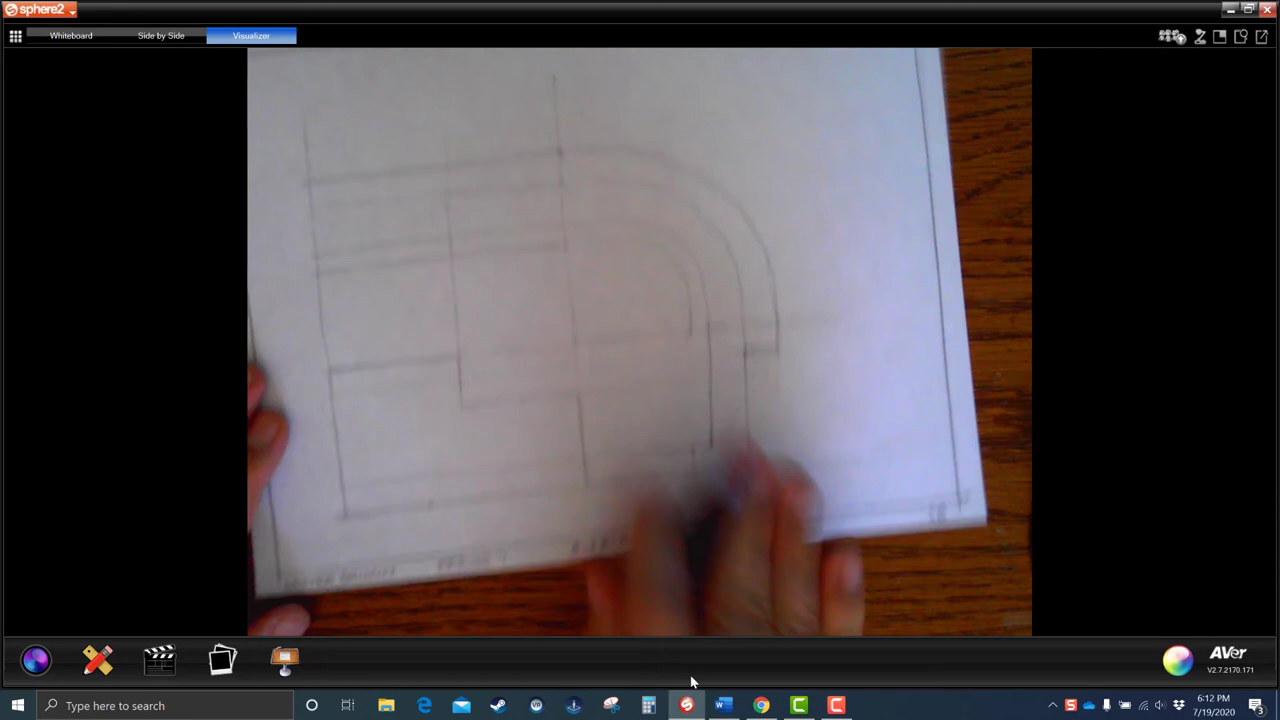 sphere2
Whiteboard Side by Side Visualizer
AVer
V2.7.2170.171
Type here to search
6:12 PM
7/19/2020